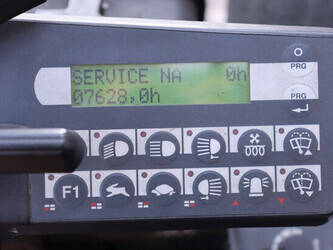 SERVICE NA 0h
07628,0h
PRG
PRG
F1